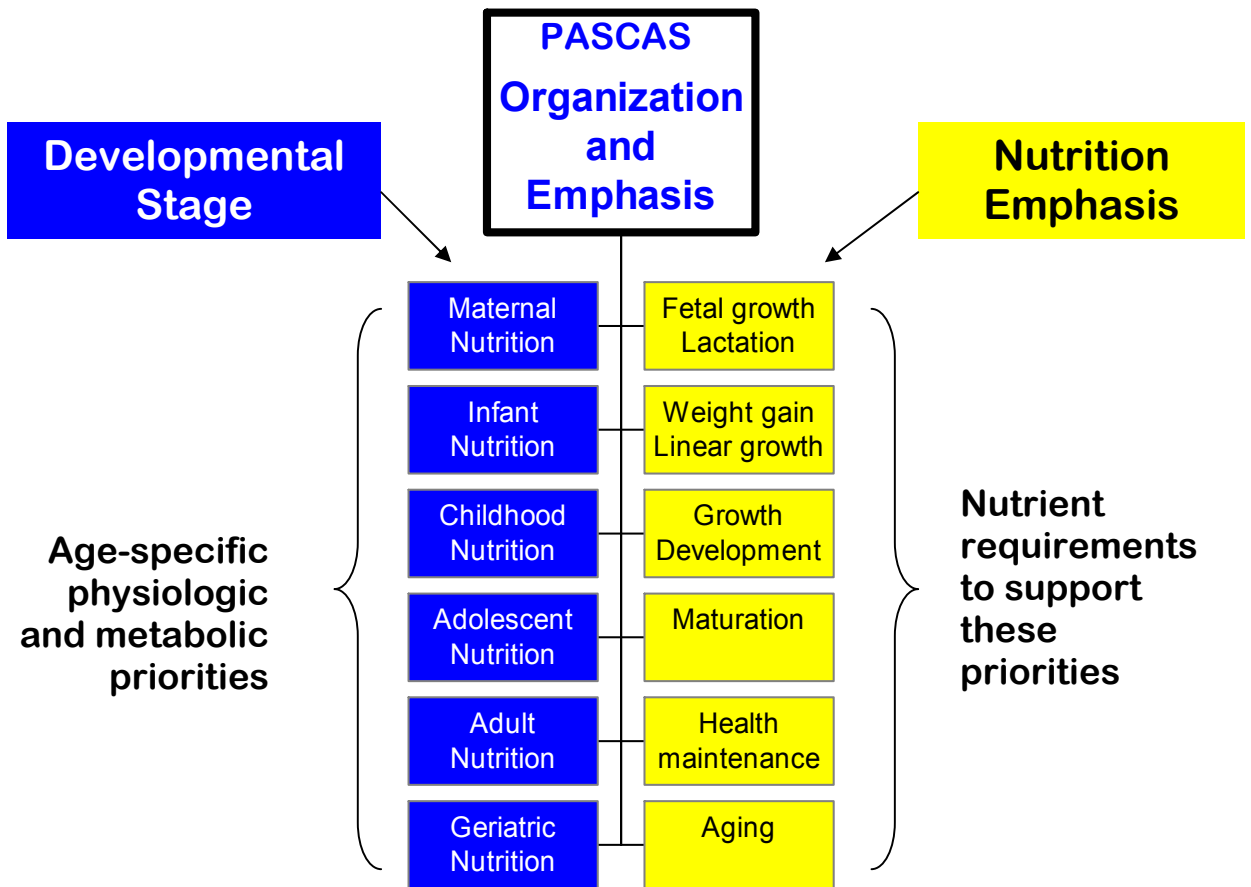 PASCAS
Organization
and
Emphasis
Developmental
Stage
Nutrition
Emphasis
Maternal
Nutrition
Fetal growth
Lactation
Infant
Nutrition
Weight gain
Linear growth
Childhood
Nutrition
Growth
Development
Adolescent
Nutrition
Maturation
Adult
Nutrition
Health
maintenance
Geriatric
Nutrition
Aging
Age-specific
physiologic
and metabolic
priorities
Nutrient
requirements
to support
these
priorities